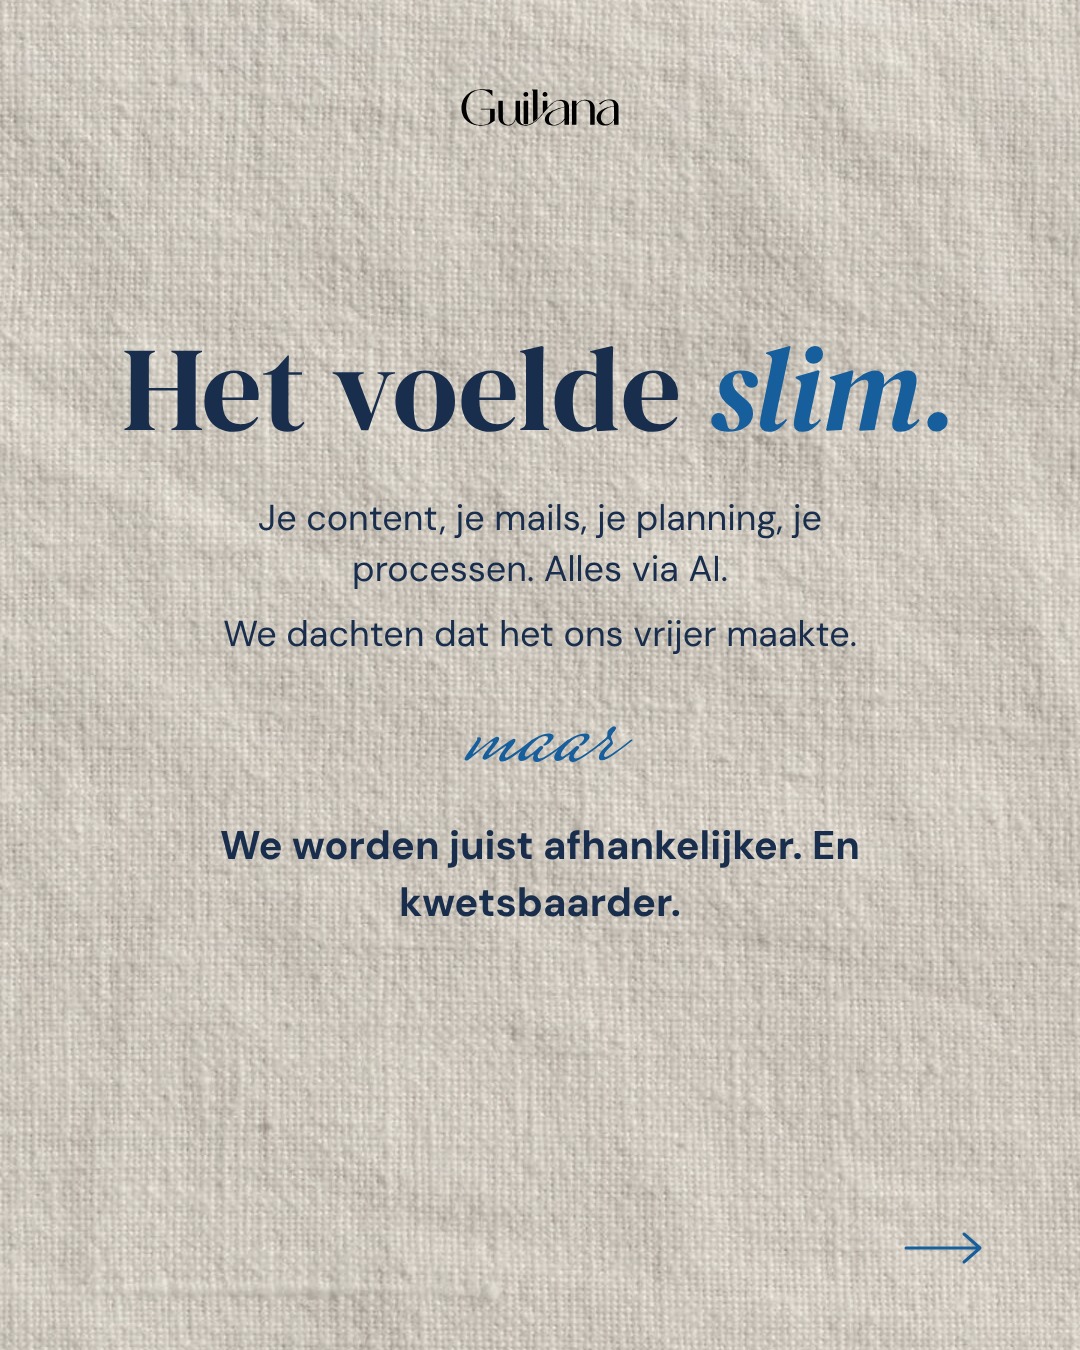 Guiliana
Het voelde slim.
Je content, je mails, je planning, je
processen. Alles via AI.
We dachten dat het ons vrijer maakte.
maar
We worden juist afhankelijker. En
kwetsbaarder.